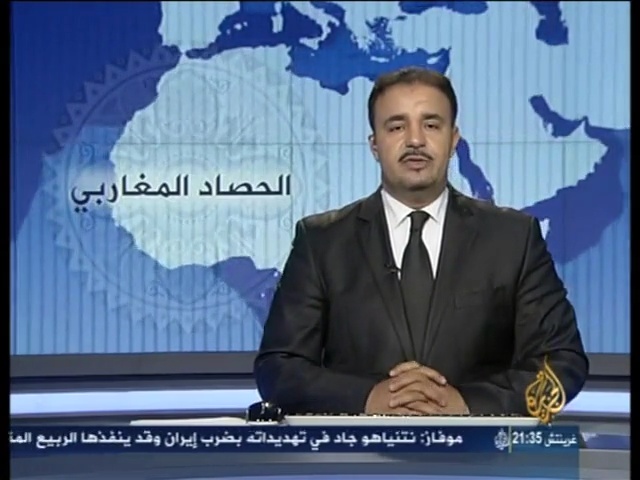 الحصاد المغاربي
غرينتش 21:35 موفاز: نتنياهو جاد في تهديداته بضرب إيران وقد ينفذها الربيع